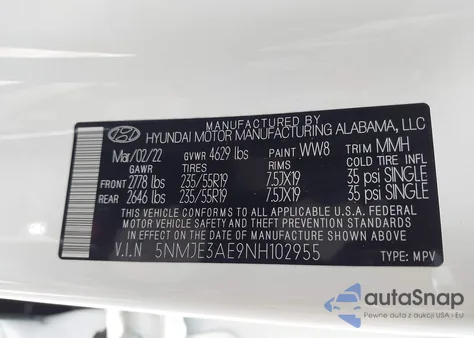 MANUFACTURED BY
HYUNDAI MOTOR MANUFACTURING ALABAMA, LLC
Mar/02/22 GVWR 4629 lbs PAINT WW8 TRIM MMH
GAWR TIRES RIMS COLD TIRE INFL
FRONT 2778 lbs 235/55R19 7.5JX19 35 psi SINGLE
REAR 2646 lbs 235/55R19 7.5JX19 35 psi SINGLE
THIS VEHICLE CONFORMS TO ALL APPLICABLE U.S.A. FEDERAL
MOTOR VEHICLE SAFETY AND THEFT PREVENTION STANDARDS
IN EFFECT ON THE DATE OF MANUFACTURE SHOWN ABOVE.
V.I.N 5NMJE3AE9NH102955 TYPE: MPV
autoSnap
Pewne auta z aukcji USA i EU